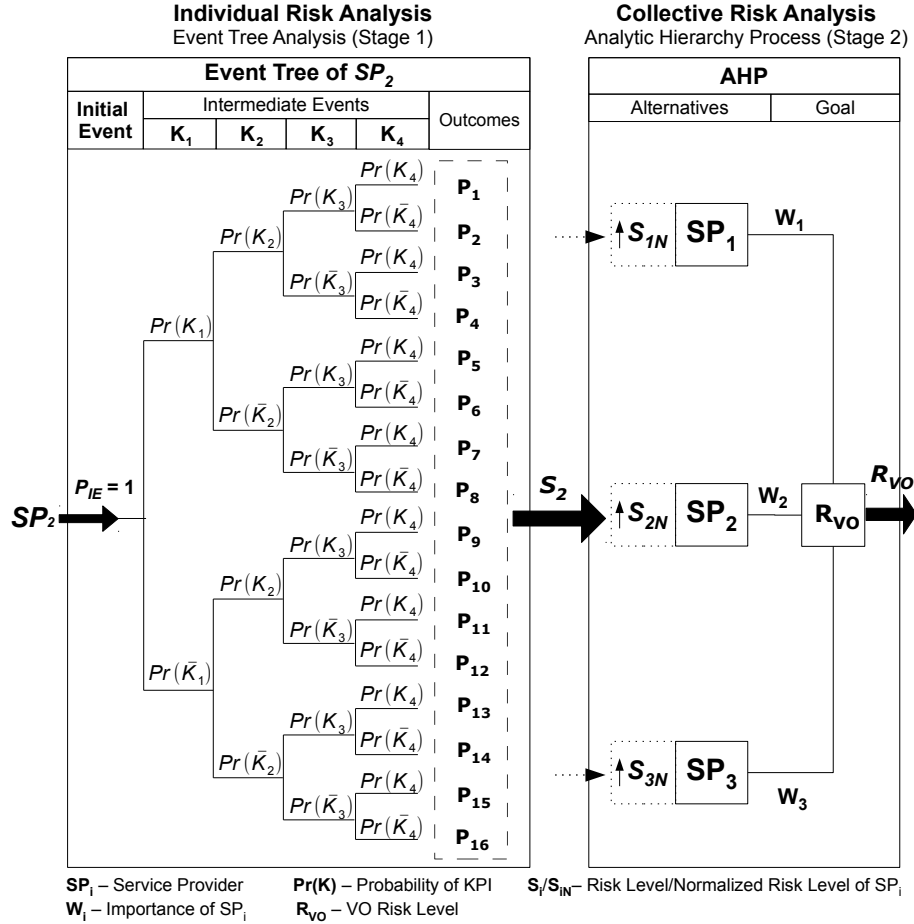 Individual Risk Analysis
Event Tree Analysis (Stage 1)
Collective Risk Analysis
Analytic Hierarchy Process (Stage 2)
Event Tree of SP₂
Initial Event
Intermediate Events
Outcomes
K₁ K₂ K₃ K₄
AHP
Alternatives
Goal
SP₂
P_IE = 1
Pr(K₁)
Pr(K̄₁)
Pr(K₂)
Pr(K̄₂)
Pr(K₂)
Pr(K̄₂)
Pr(K₃)
Pr(K̄₃)
Pr(K₃)
Pr(K̄₃)
Pr(K₃)
Pr(K̄₃)
Pr(K₃)
Pr(K̄₃)
Pr(K₄)
Pr(K̄₄)
Pr(K₄)
Pr(K̄₄)
Pr(K₄)
Pr(K̄₄)
Pr(K₄)
Pr(K̄₄)
Pr(K₄)
Pr(K̄₄)
Pr(K₄)
Pr(K̄₄)
Pr(K₄)
Pr(K̄₄)
Pr(K₄)
Pr(K̄₄)
P₁
P₂
P₃
P₄
P₅
P₆
P₇
P₈
P₉
P₁₀
P₁₁
P₁₂
P₁₃
P₁₄
P₁₅
P₁₆
S₂
S₁N SP₁ W₁
S₂N SP₂ W₂
R_VO
R_VO
S₃N SP₃ W₃
SPᵢ – Service Provider
Pr(K) – Probability of KPI
Sᵢ/SᵢN – Risk Level/Normalized Risk Level of SPᵢ
Wᵢ – Importance of SPᵢ
R_VO – VO Risk Level